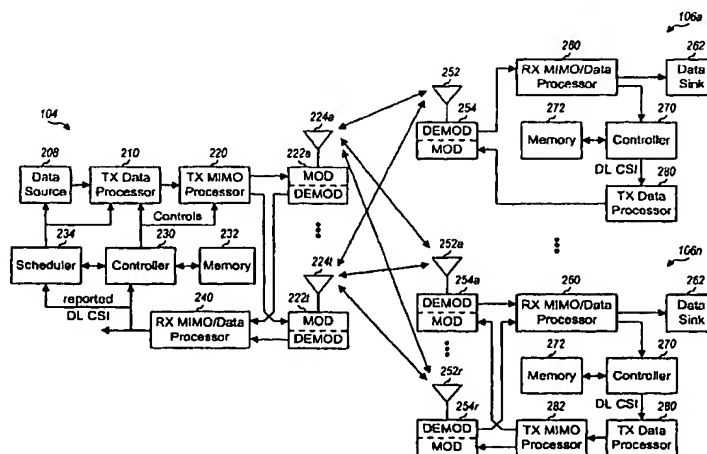 106a
260
262
RX MIMO/Data
Processor
Data
Sink
252
254
DEMOD
MOD
272
270
Memory
Controller
DL CSI
280
TX Data
Processor
104
224a
208
210
220
222a
Data
Source
TX Data
Processor
TX MIMO
Processor
MOD
DEMOD
Controls
234
230
232
Scheduler
Controller
Memory
reported
DL CSI
240
RX MIMO/Data
Processor
224t
222t
MOD
DEMOD
106n
252a
254a
260
262
DEMOD
MOD
RX MIMO/Data
Processor
Data
Sink
272
270
Memory
Controller
DL CSI
252r
254r
282
280
DEMOD
MOD
TX MIMO
Processor
TX Data
Processor